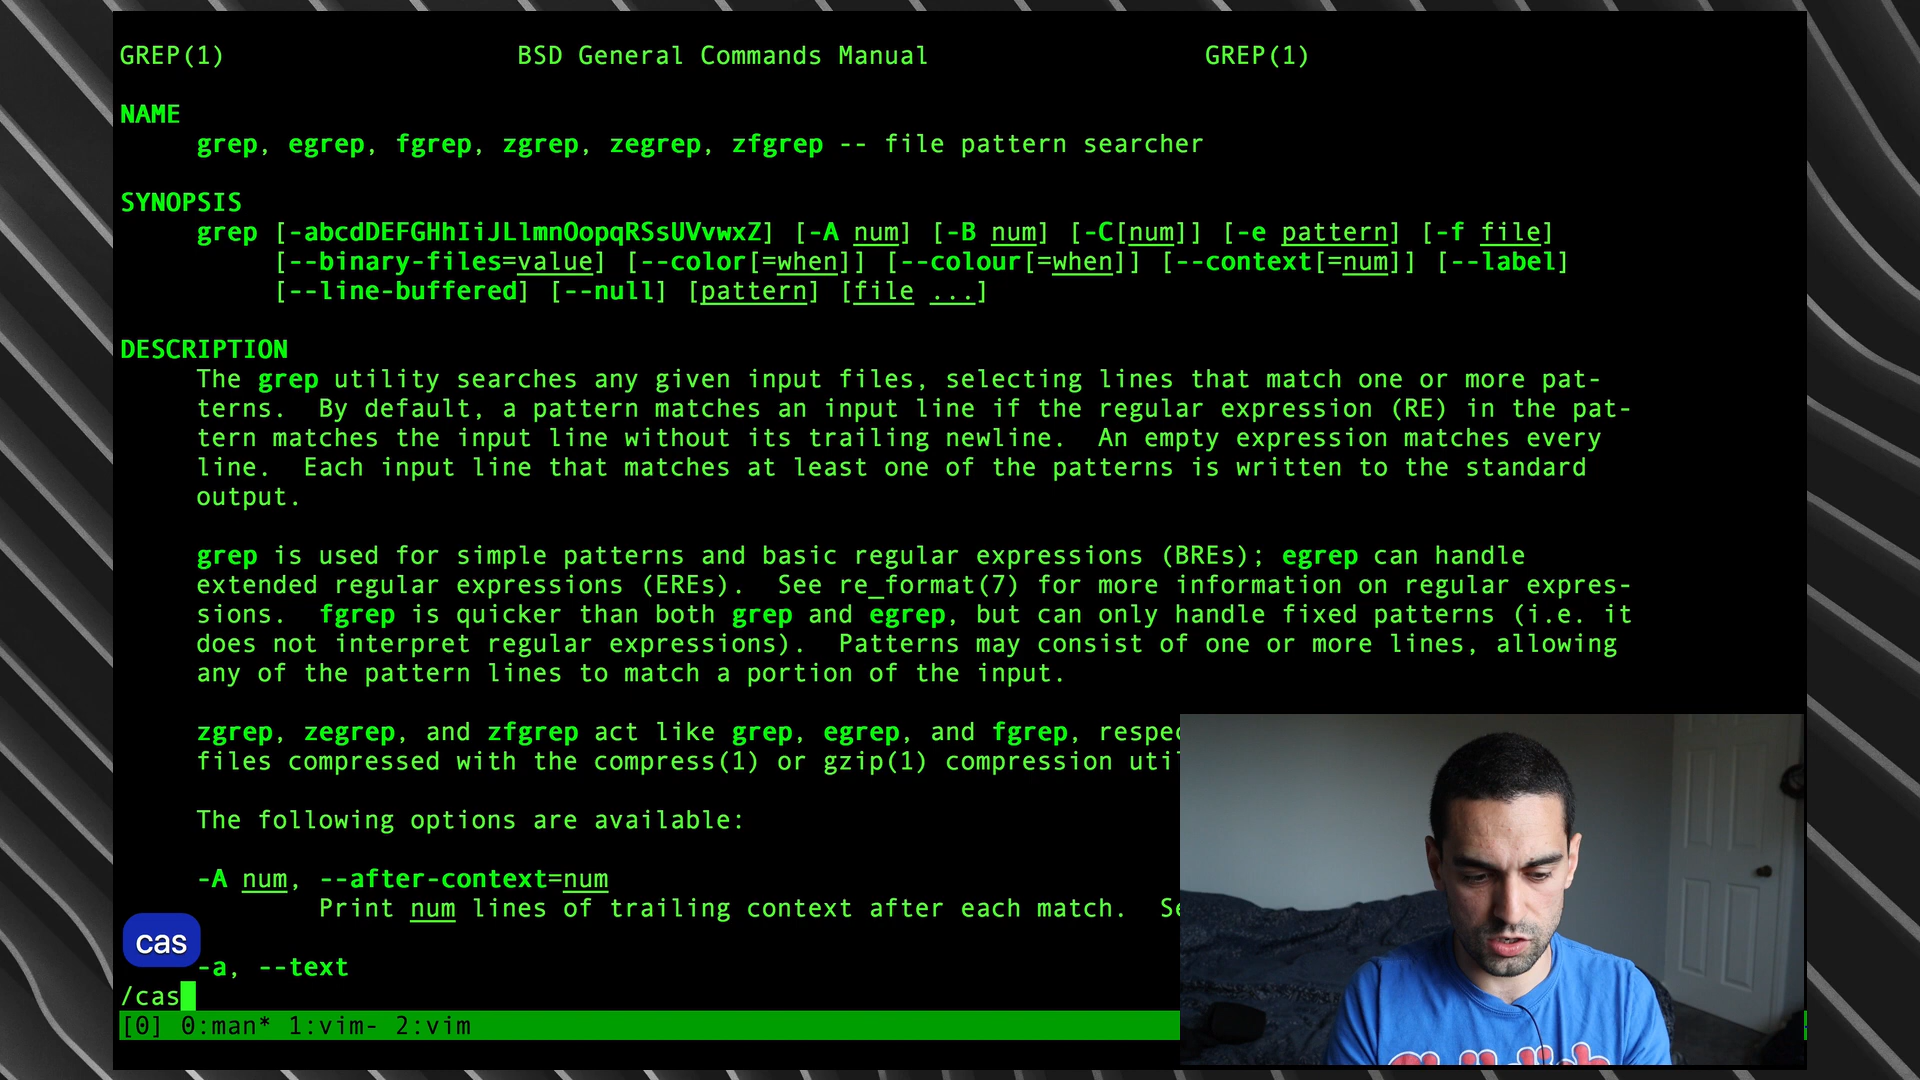 GREP(1) BSD General Commands Manual GREP(1)
NAME
grep, egrep, fgrep, zgrep, zegrep, zfgrep -- file pattern searcher
SYNOPSIS
grep [-abcdDEFGHhIiJLlmnOopqRSsUVvwxZ] [-A num] [-B num] [-C[num]] [-e pattern] [-f file]
[--binary-files=value] [--color[=when]] [--colour[=when]] [--context[=num]] [--label]
[--line-buffered] [--null] [pattern] [file ...]
DESCRIPTION
The grep utility searches any given input files, selecting lines that match one or more pat-
terns. By default, a pattern matches an input line if the regular expression (RE) in the pat-
tern matches the input line without its trailing newline. An empty expression matches every
line. Each input line that matches at least one of the patterns is written to the standard
output.
grep is used for simple patterns and basic regular expressions (BREs); egrep can handle
extended regular expressions (EREs). See re_format(7) for more information on regular expres-
sions. fgrep is quicker than both grep and egrep, but can only handle fixed patterns (i.e. it
does not interpret regular expressions). Patterns may consist of one or more lines, allowing
any of the pattern lines to match a portion of the input.
zgrep, zegrep, and zfgrep act like grep, egrep, and fgrep, respec
files compressed with the compress(1) or gzip(1) compression util
The following options are available:
-A num, --after-context=num
Print num lines of trailing context after each match. Se
cas
-a, --text
/cas
[0] 0:man* 1:vim- 2:vim